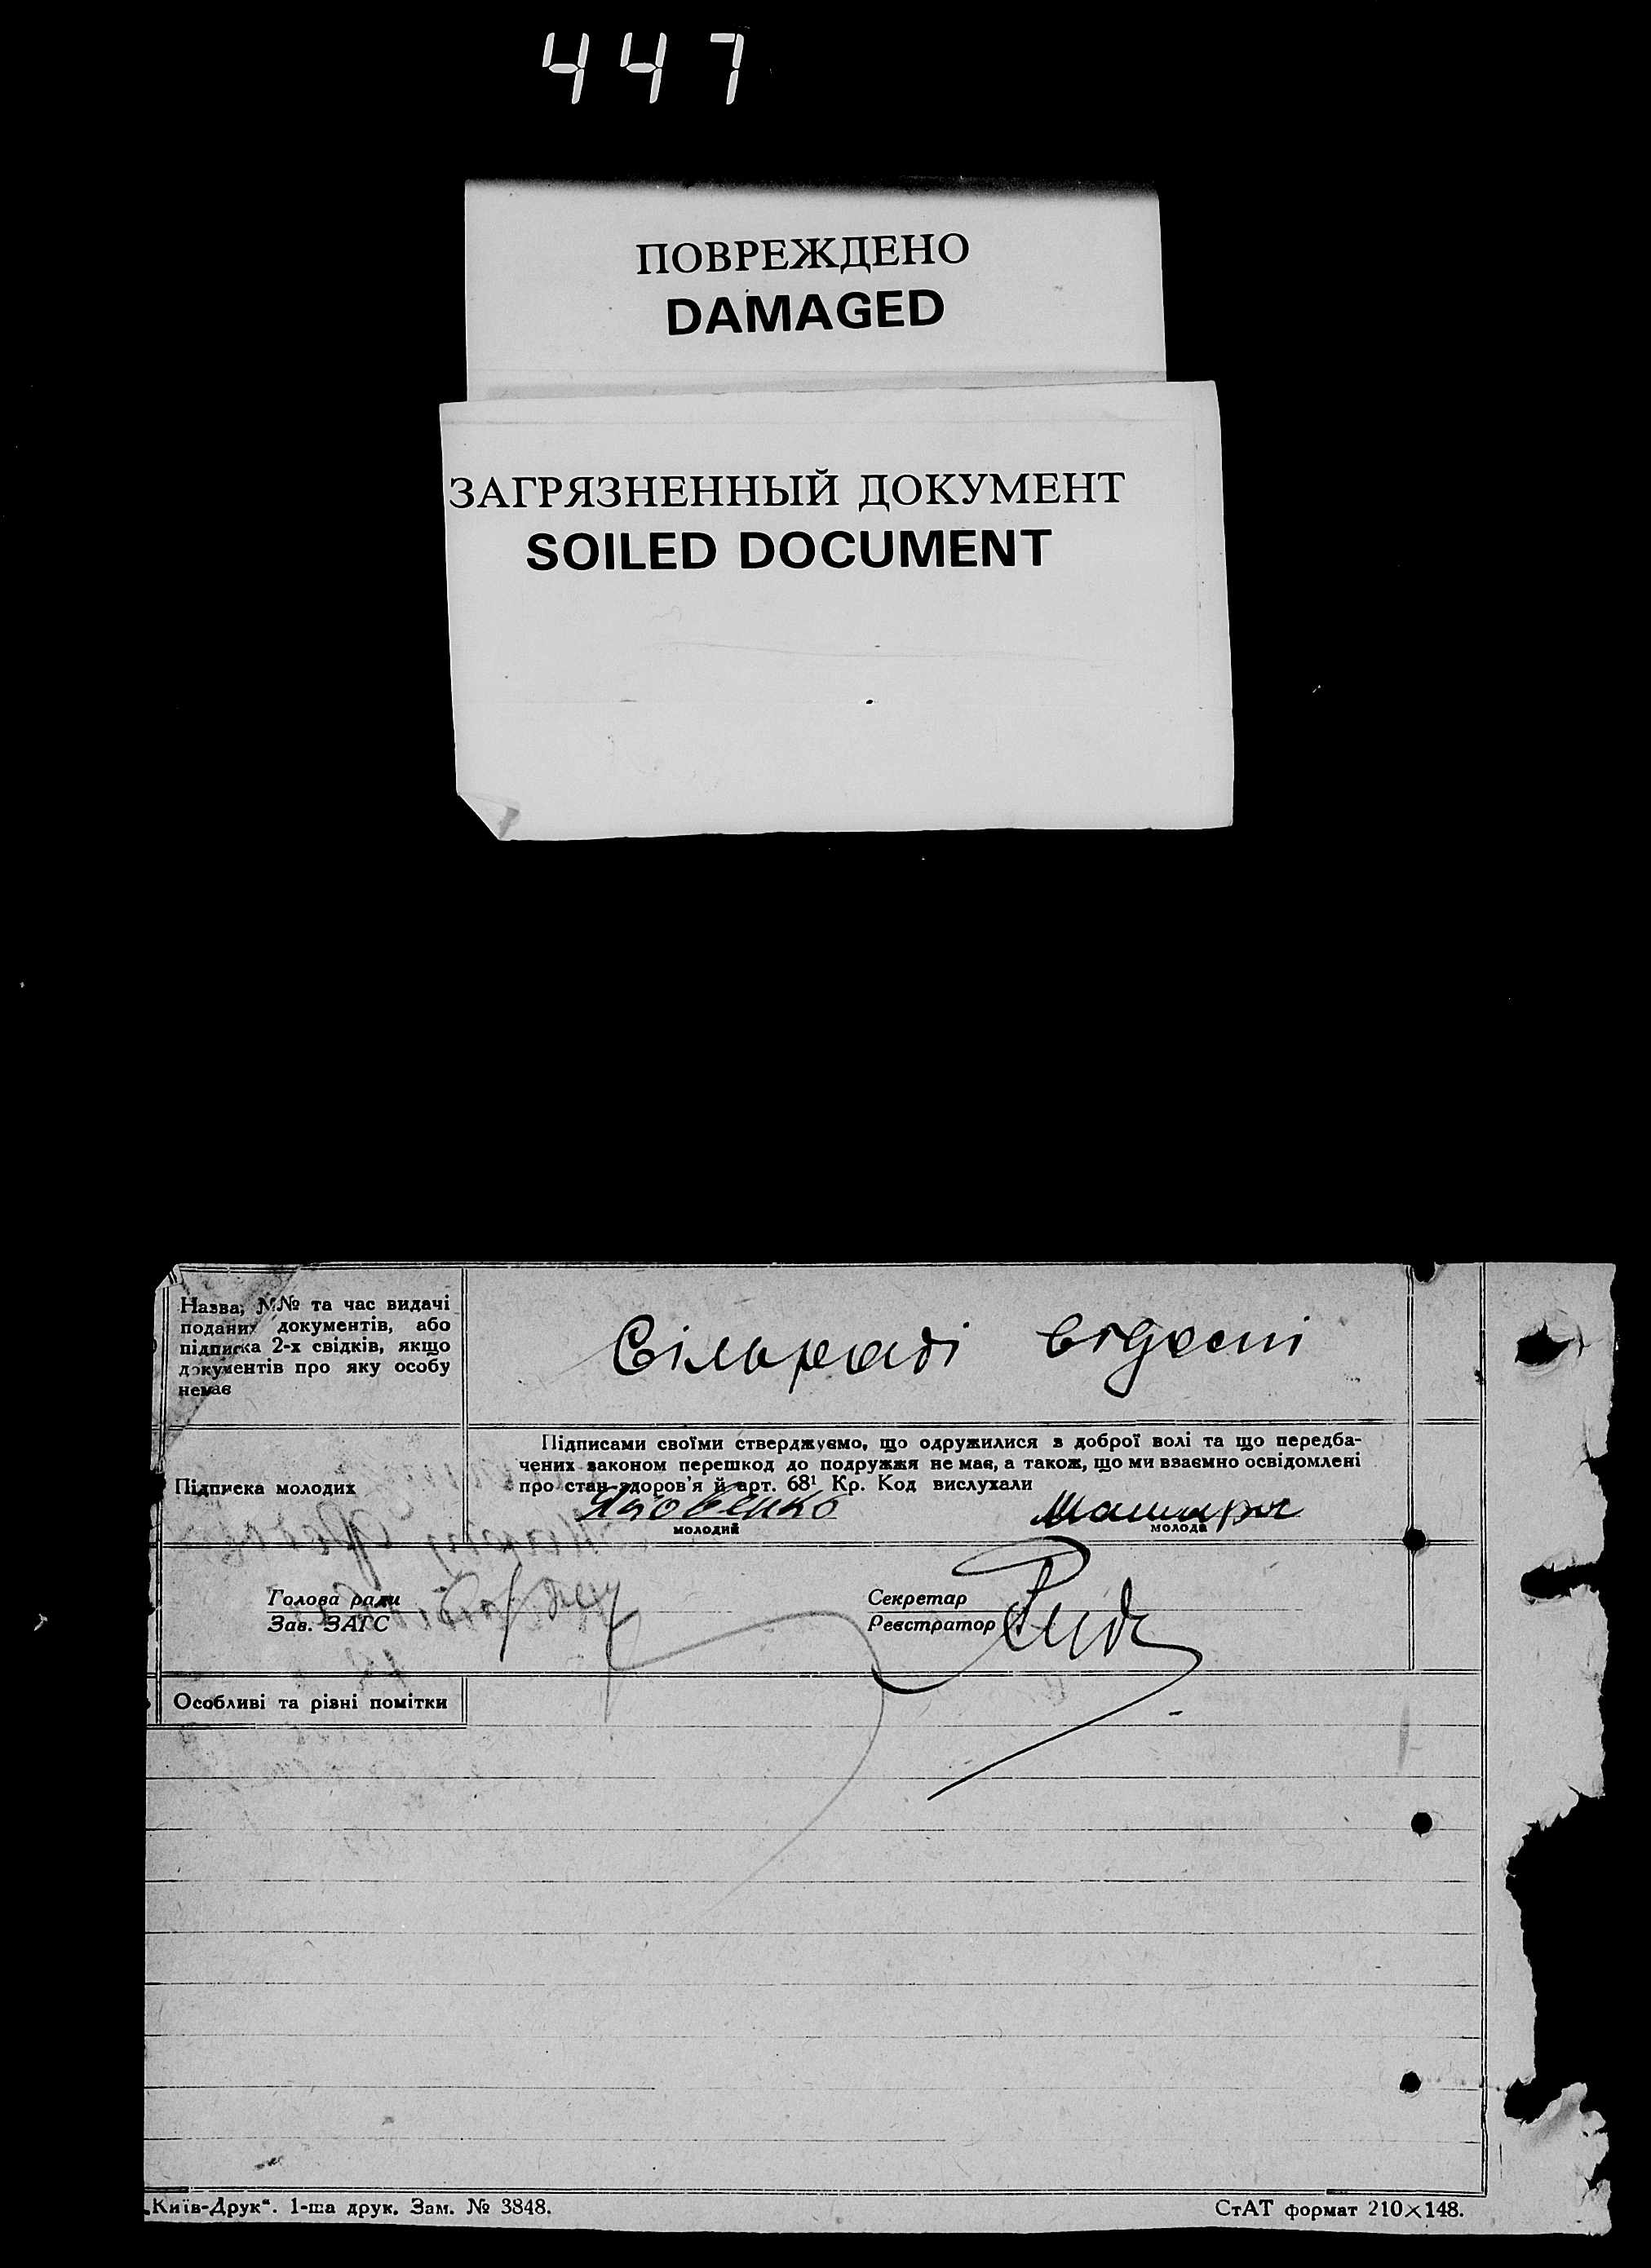 447
ПОВРЕЖДЕНО
DAMAGED
ЗАГРЯЗНЕННЫЙ ДОКУМЕНТ
SOILED DOCUMENT
Назва, №№ та час видачі
поданих документів, або
підписка 2-х свідків, якщо
документів про яку особу
немає
Сільраді відомі
Підписка молодих
Підписами своїми стверджуємо, що одружилися з доброї волі та що передба-
чених законом перешкод до подружжя не має, а також, що ми взаємно освідомлені
про стан здоров'я й арт. 68¹ Кр. Код вислухали
Яковенко
молодий
молода
Голова ради
Зав. ЗАГС
Секретар
Реєстратор
Особливі та різні помітки
„Київ-Друк“. 1-ша друк. Зам. № 3848.
СтАТ формат 210×148.